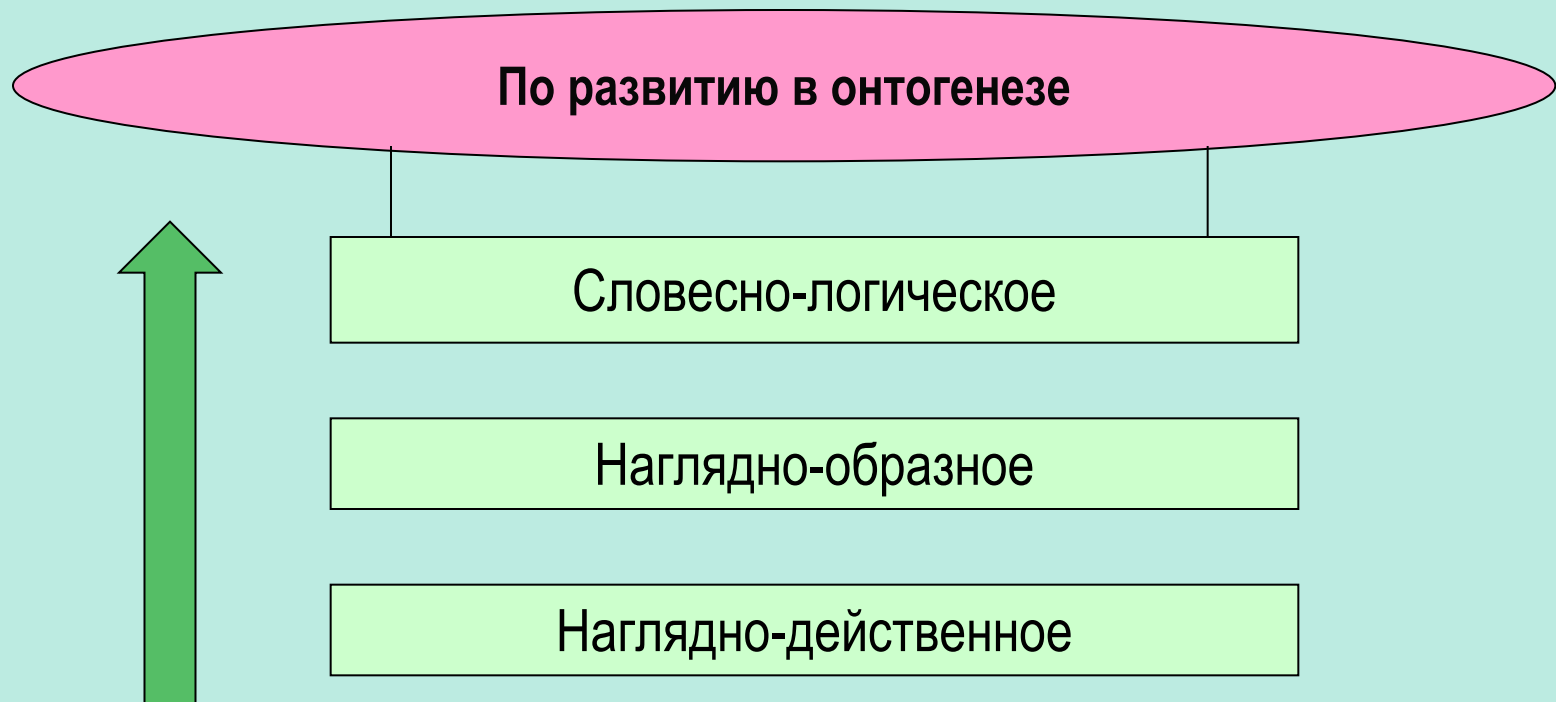 По развитию в онтогенезе
Словесно-логическое
Наглядно-образное
Наглядно-действенное